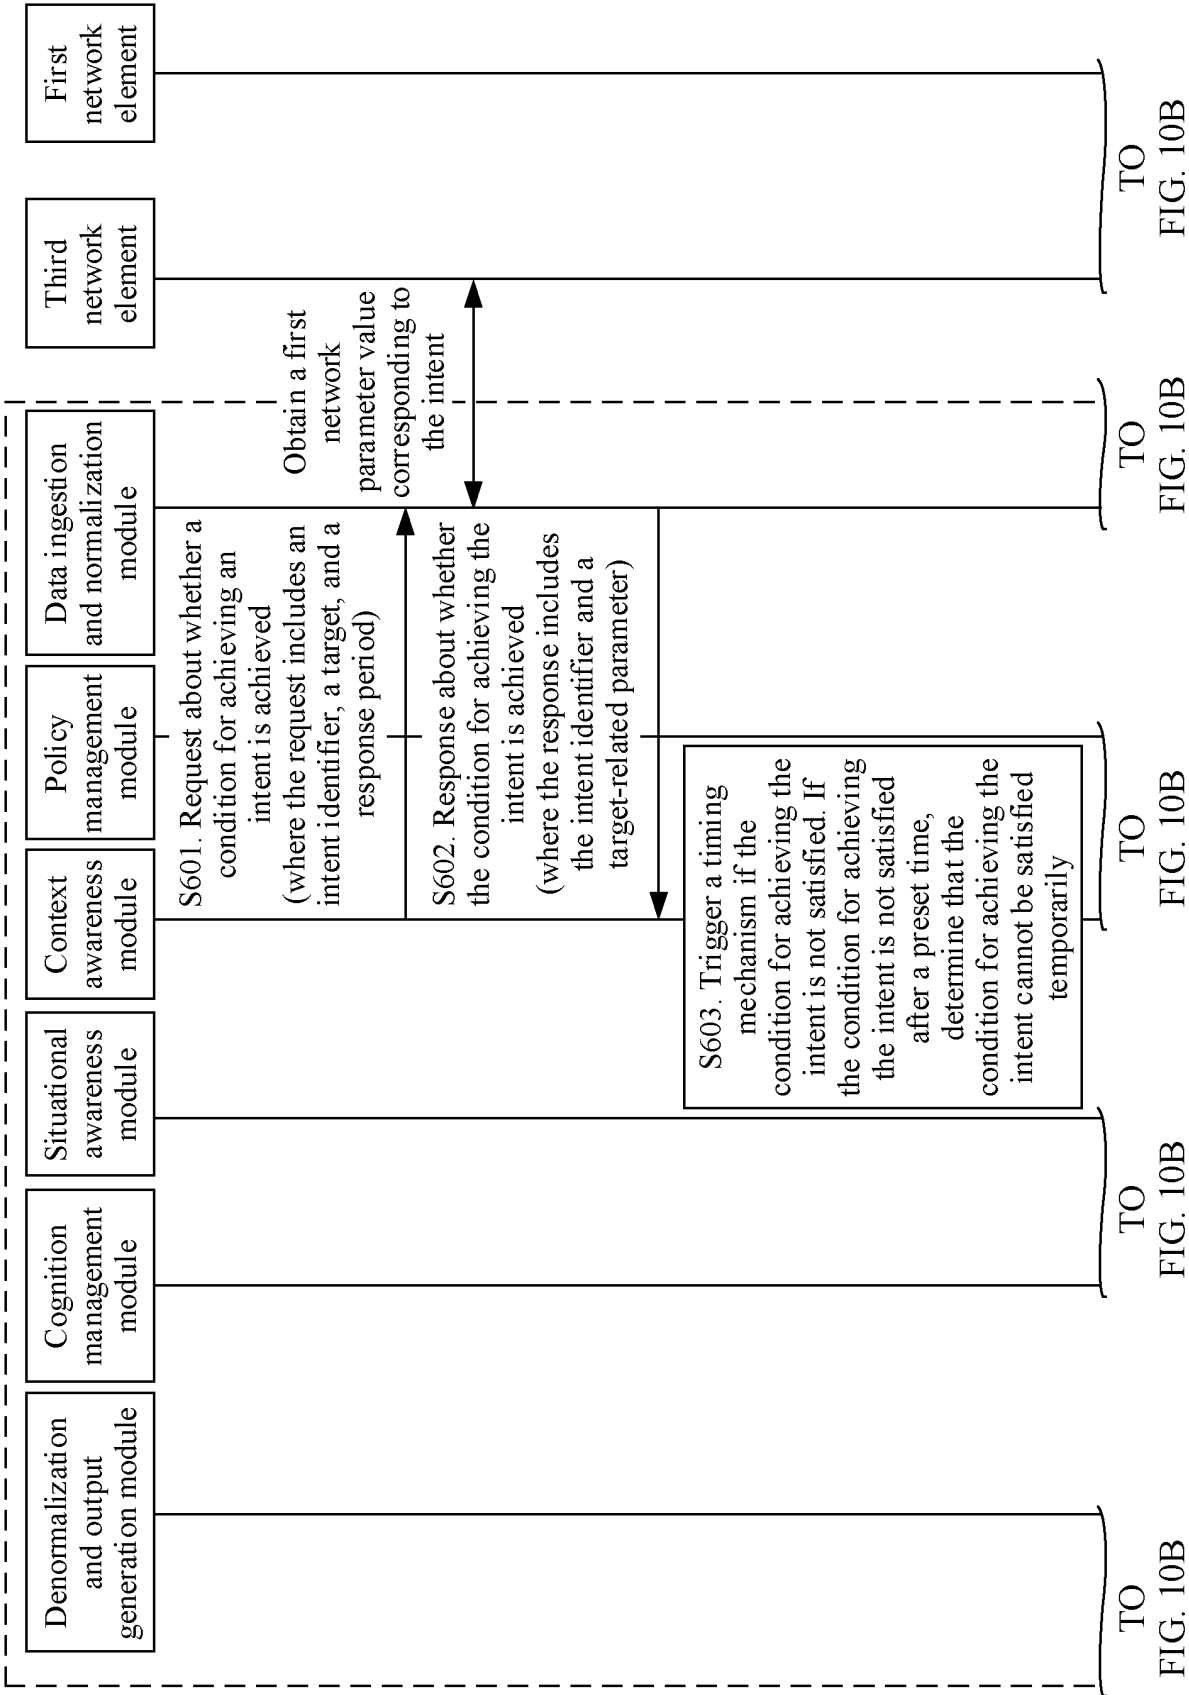 Denormalization
and output
generation module
Cognition
management
module
Situational
awareness
module
Context
awareness
module
Policy
management
module
Data ingestion
and normalization
module
Third
network
element
First
network
element
S601. Request about whether a
condition for achieving an
intent is achieved
(where the request includes an
intent identifier, a target, and a
response period)
Obtain a first
network
parameter value
corresponding to
the intent
S602. Response about whether
the condition for achieving the
intent is achieved
(where the response includes
the intent identifier and a
target-related parameter)
S603. Trigger a timing
mechanism if the
condition for achieving the
intent is not satisfied. If
the condition for achieving
the intent is not satisfied
after a preset time,
determine that the
condition for achieving the
intent cannot be satisfied
temporarily
TO
FIG. 10B
TO
FIG. 10B
TO
FIG. 10B
TO
FIG. 10B
TO
FIG. 10B